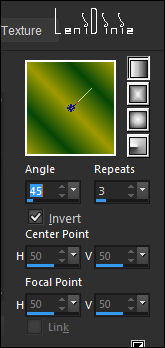 LeniDiniz
Texture
Angle Repeats
45 3
Invert
Center Point
H 50 V 50
Focal Point
H 50 V 50
Link